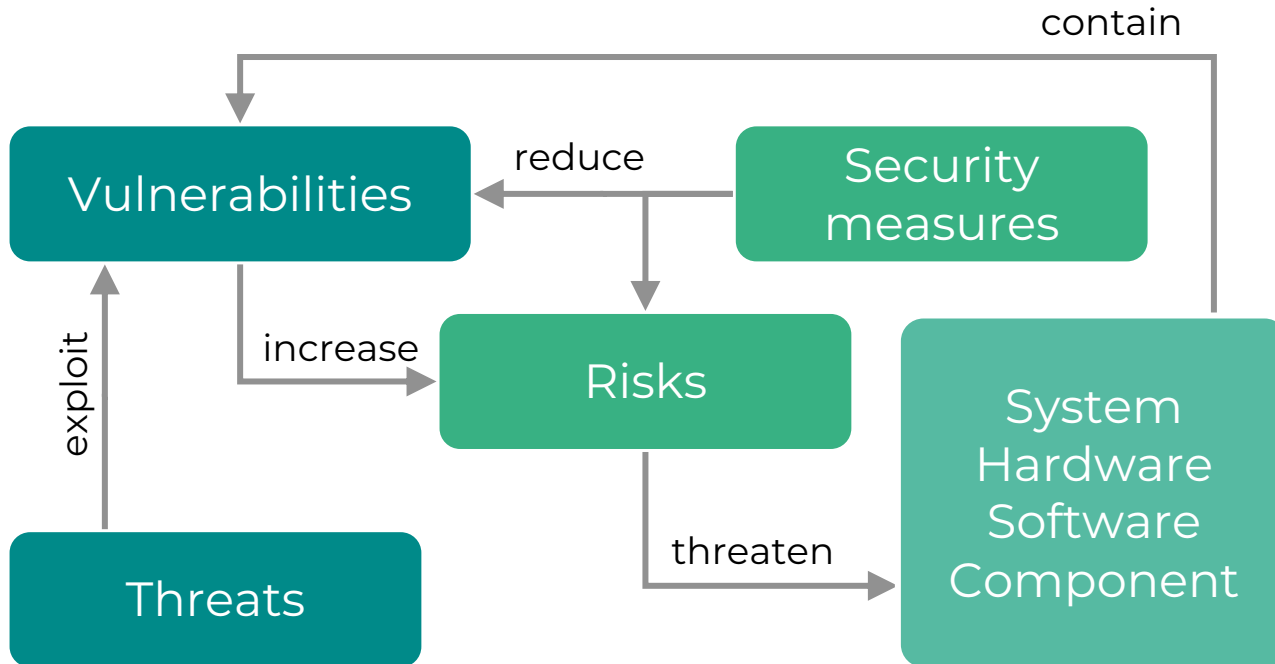 contain
Vulnerabilities
reduce
Security
measures
exploit
increase
Risks
System
Hardware
Software
Component
threaten
Threats